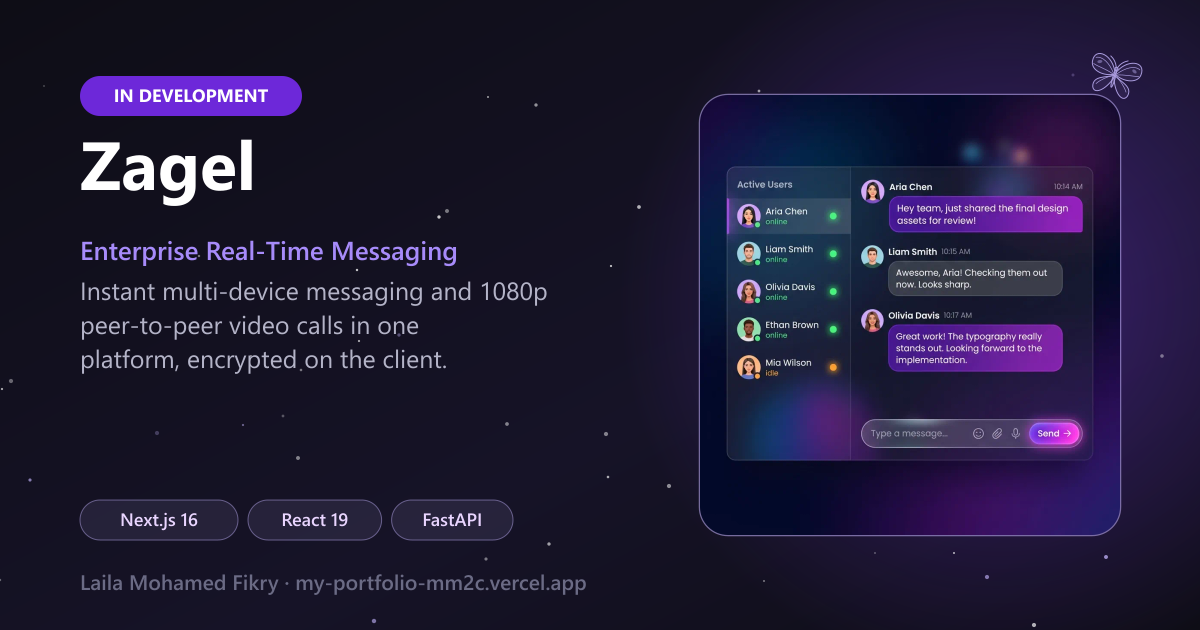 IN DEVELOPMENT
Zagel
Enterprise Real-Time Messaging
Instant multi-device messaging and 1080p
peer-to-peer video calls in one
platform, encrypted on the client.
Next.js 16
React 19
FastAPI
Laila Mohamed Fikry · my-portfolio-mm2c.vercel.app
Active Users
Aria Chen
online
Liam Smith
online
Olivia Davis
online
Ethan Brown
online
Mia Wilson
idle
Aria Chen 10:14 AM
Hey team, just shared the final design
assets for review!
Liam Smith 10:15 AM
Awesome, Aria! Checking them out
now. Looks sharp.
Olivia Davis 10:17 AM
Great work! The typography really
stands out. Looking forward to the
implementation.
Type a message...
Send →